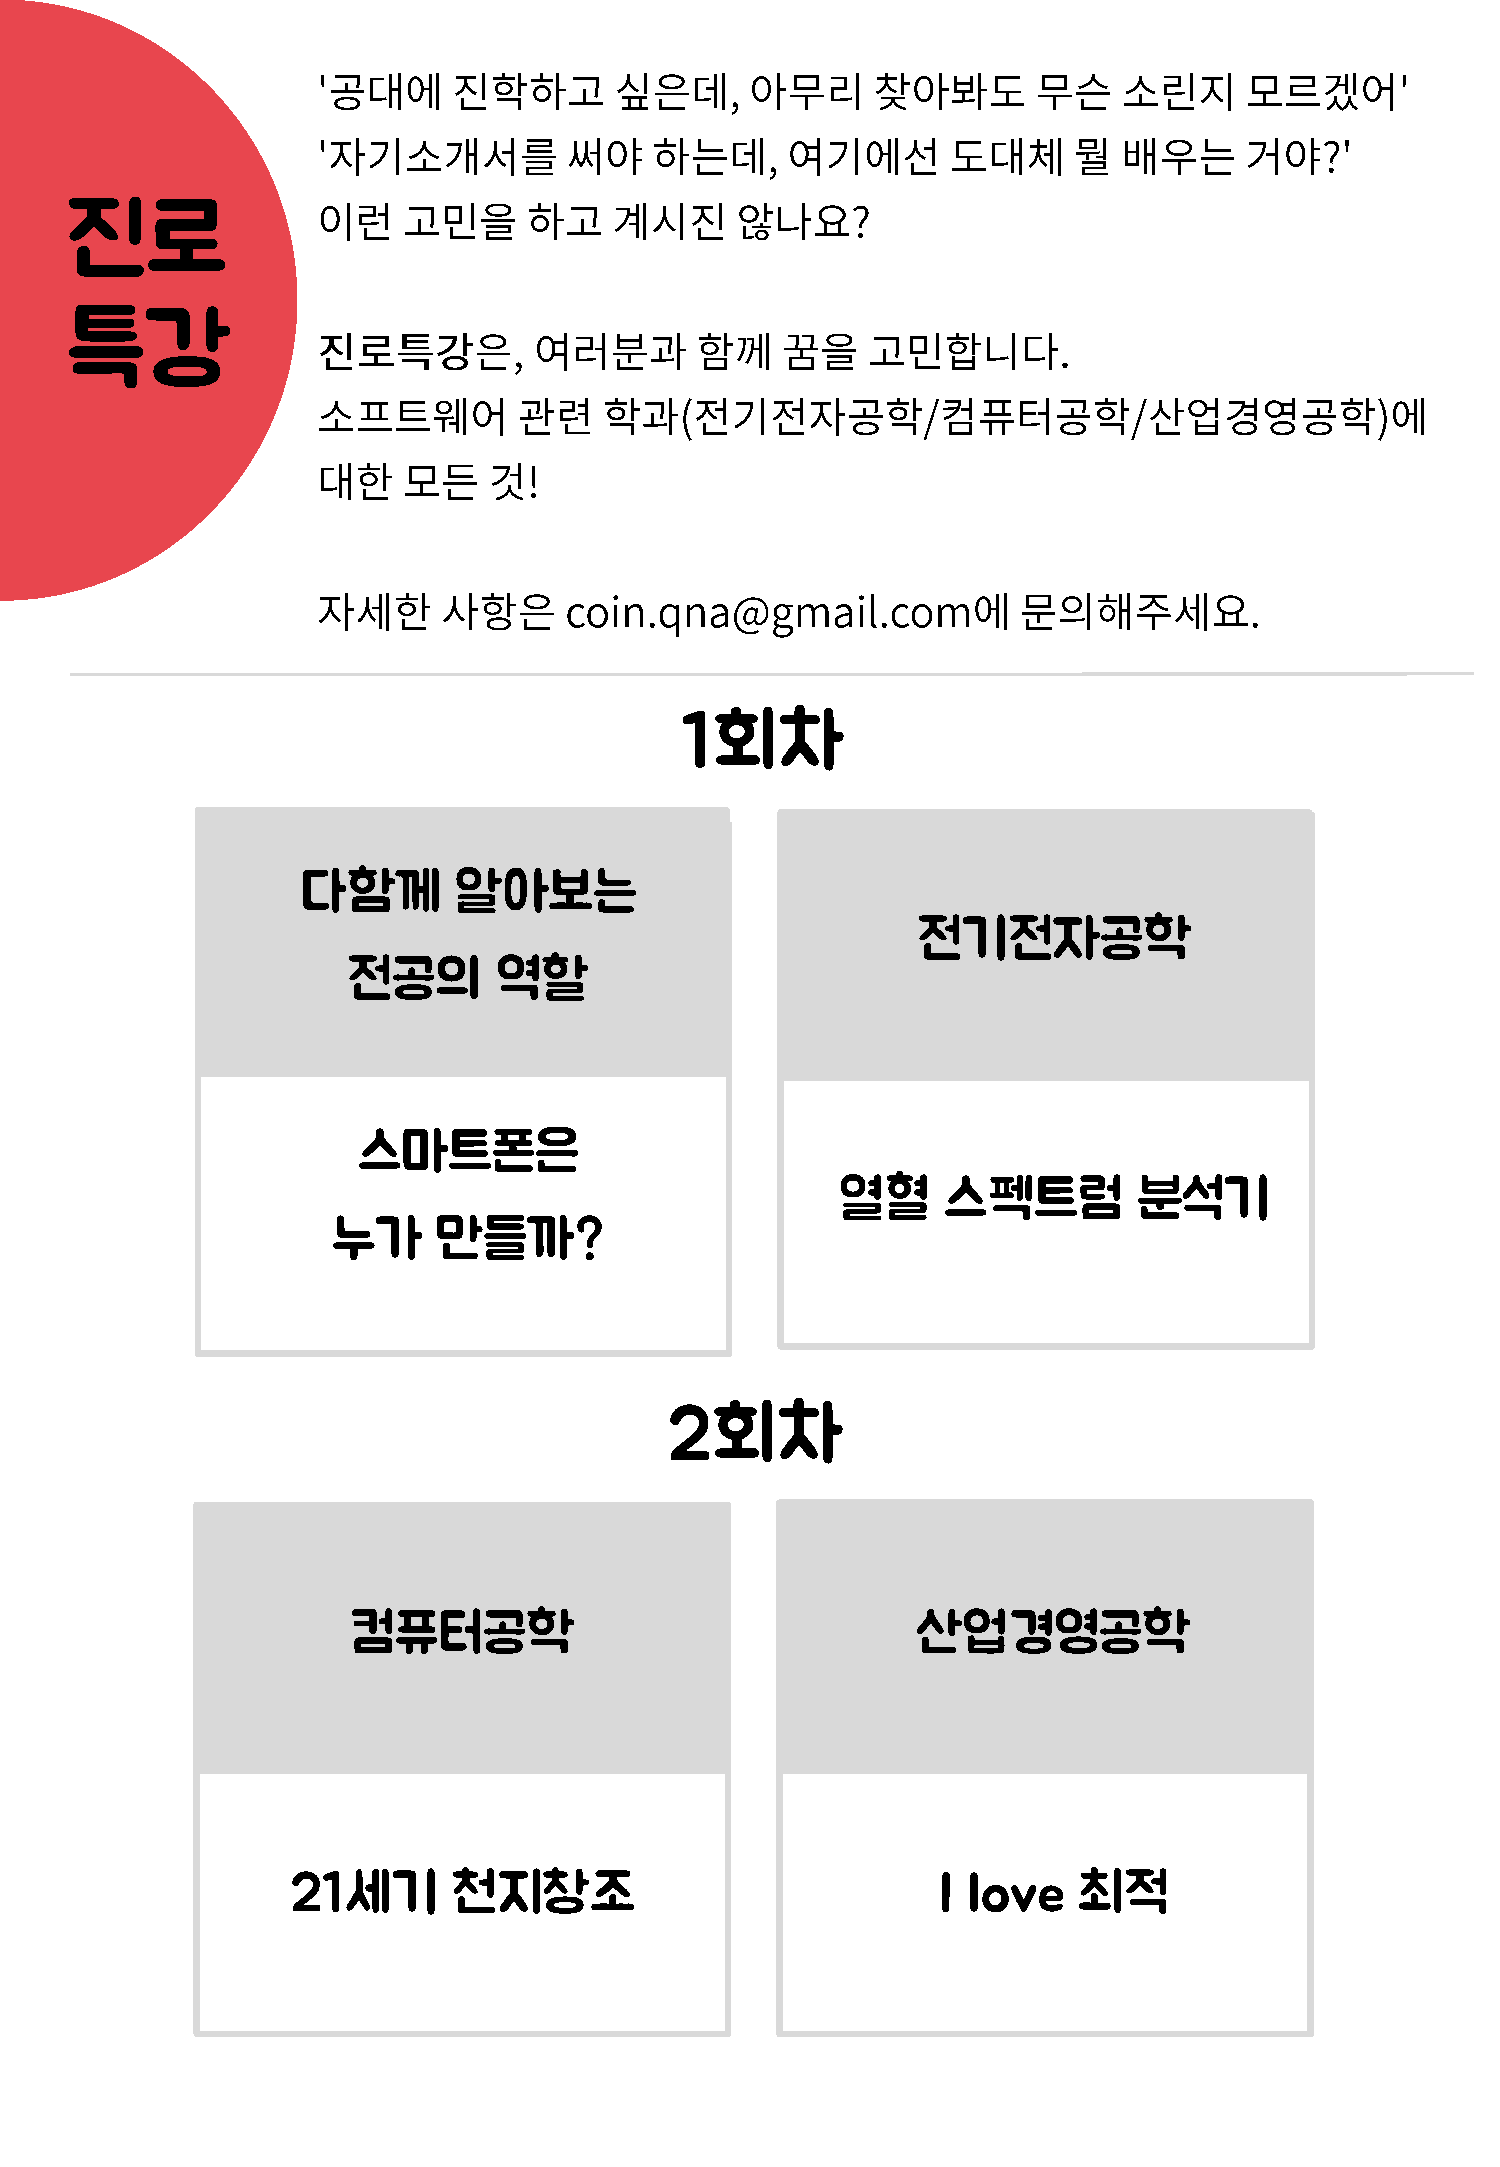 진로
특강
'공대에 진학하고 싶은데, 아무리 찾아봐도 무슨 소린지 모르겠어'
'자기소개서를 써야 하는데, 여기에선 도대체 뭘 배우는 거야?'
이런 고민을 하고 계시진 않나요?
진로특강은, 여러분과 함께 꿈을 고민합니다.
소프트웨어 관련 학과(전기전자공학/컴퓨터공학/산업경영공학)에
대한 모든 것!
자세한 사항은 coin.qna@gmail.com에 문의해주세요.
1회차
다함께 알아보는
전공의 역할
스마트폰은
누가 만들까?
전기전자공학
열혈 스펙트럼 분석기
2회차
컴퓨터공학
21세기 천지창조
산업경영공학
I love 최적